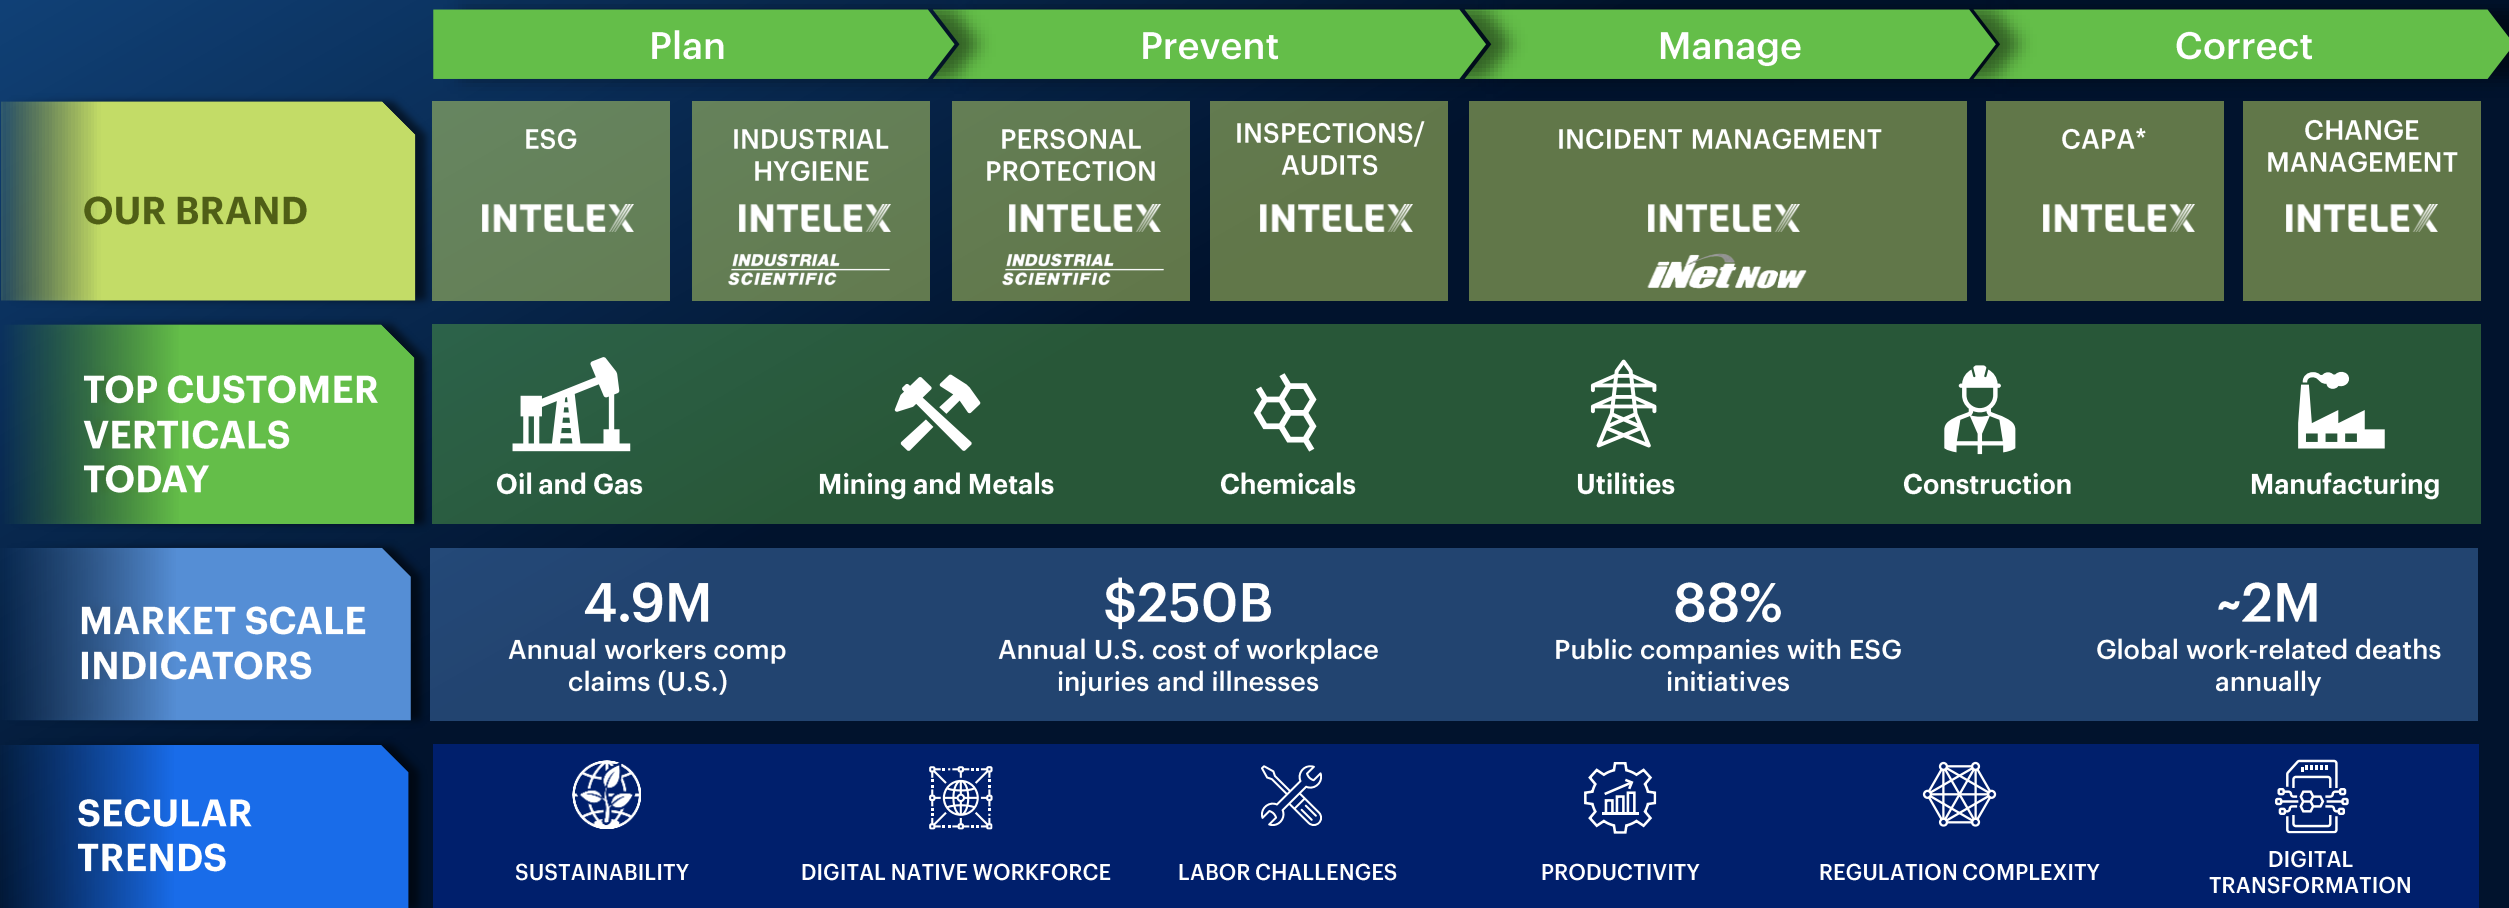 Plan
Prevent
Manage
Correct
OUR BRAND
ESG
INTELEX
INDUSTRIAL
HYGIENE
INTELEX
INDUSTRIAL
SCIENTIFIC
PERSONAL
PROTECTION
INTELEX
INDUSTRIAL
SCIENTIFIC
INSPECTIONS/
AUDITS
INTELEX
INCIDENT MANAGEMENT
INTELEX
iNet Now
CAPA*
INTELEX
CHANGE
MANAGEMENT
INTELEX
TOP CUSTOMER
VERTICALS
TODAY
Oil and Gas
Mining and Metals
Chemicals
Utilities
Construction
Manufacturing
MARKET SCALE
INDICATORS
4.9M
Annual workers comp
claims (U.S.)
$250B
Annual U.S. cost of workplace
injuries and illnesses
88%
Public companies with ESG
initiatives
~2M
Global work-related deaths
annually
SECULAR
TRENDS
SUSTAINABILITY
DIGITAL NATIVE WORKFORCE
LABOR CHALLENGES
PRODUCTIVITY
REGULATION COMPLEXITY
DIGITAL
TRANSFORMATION